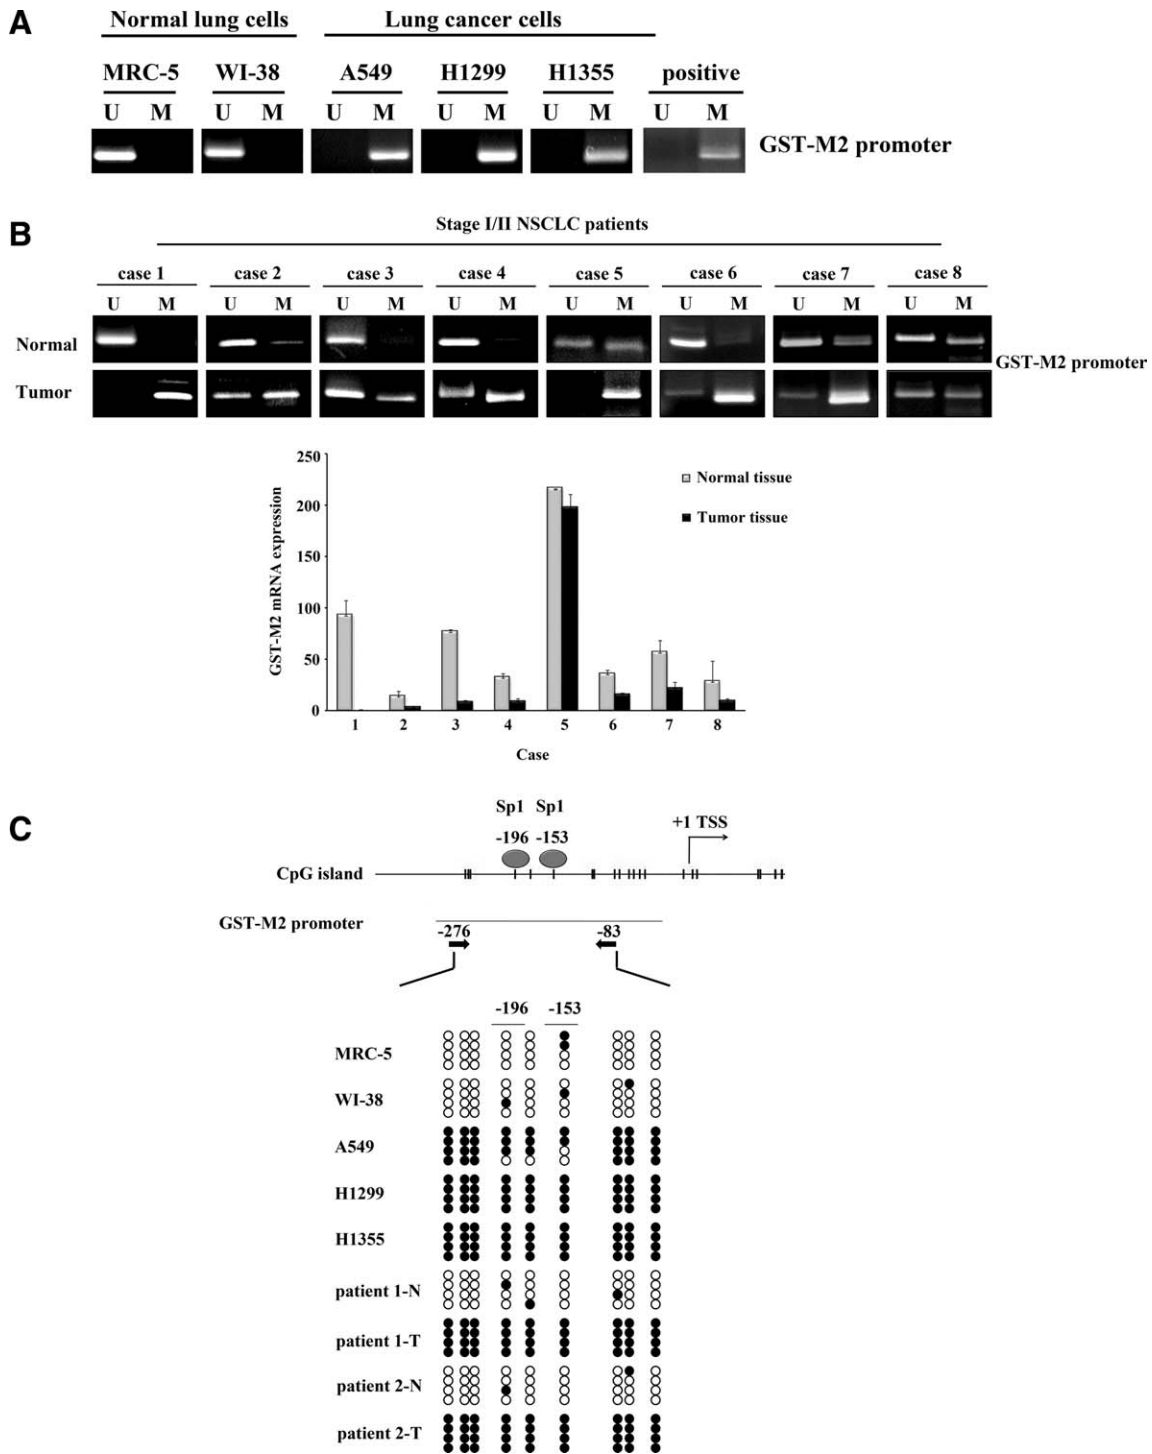 A
Normal lung cells Lung cancer cells
MRC-5 WI-38 A549 H1299 H1355 positive
U M U M U M U M U M U M
GST-M2 promoter
B
Stage I/II NSCLC patients
case 1 case 2 case 3 case 4 case 5 case 6 case 7 case 8
U M U M U M U M U M U M U M U M
Normal
GST-M2 promoter
Tumor
250
200
150
100
50
0
GST-M2 mRNA expression
Normal tissue
Tumor tissue
1 2 3 4 5 6 7 8
Case
C
Sp1 Sp1
-196 -153
+1 TSS
CpG island
GST-M2 promoter
-276 -83
-196 -153
MRC-5
WI-38
A549
H1299
H1355
patient 1-N
patient 1-T
patient 2-N
patient 2-T